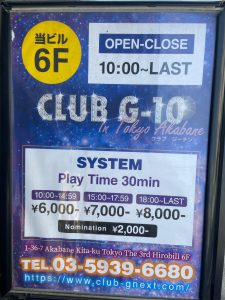 当ビル
6F
OPEN-CLOSE
10:00~LAST
CLUB G-10
In Tokyo Akabane
クラブ ジーテン
SYSTEM
Play Time 30min
10:00-14:59 15:00-17:59 18:00-LAST
¥6,000- ¥7,000- ¥8,000-
Nomination ¥2,000-
1-36-7 Akabane Kita-ku Tokyo The 3rd Hirobill 6F
TEL 03-5939-6680
https://www.club-gnext.com/